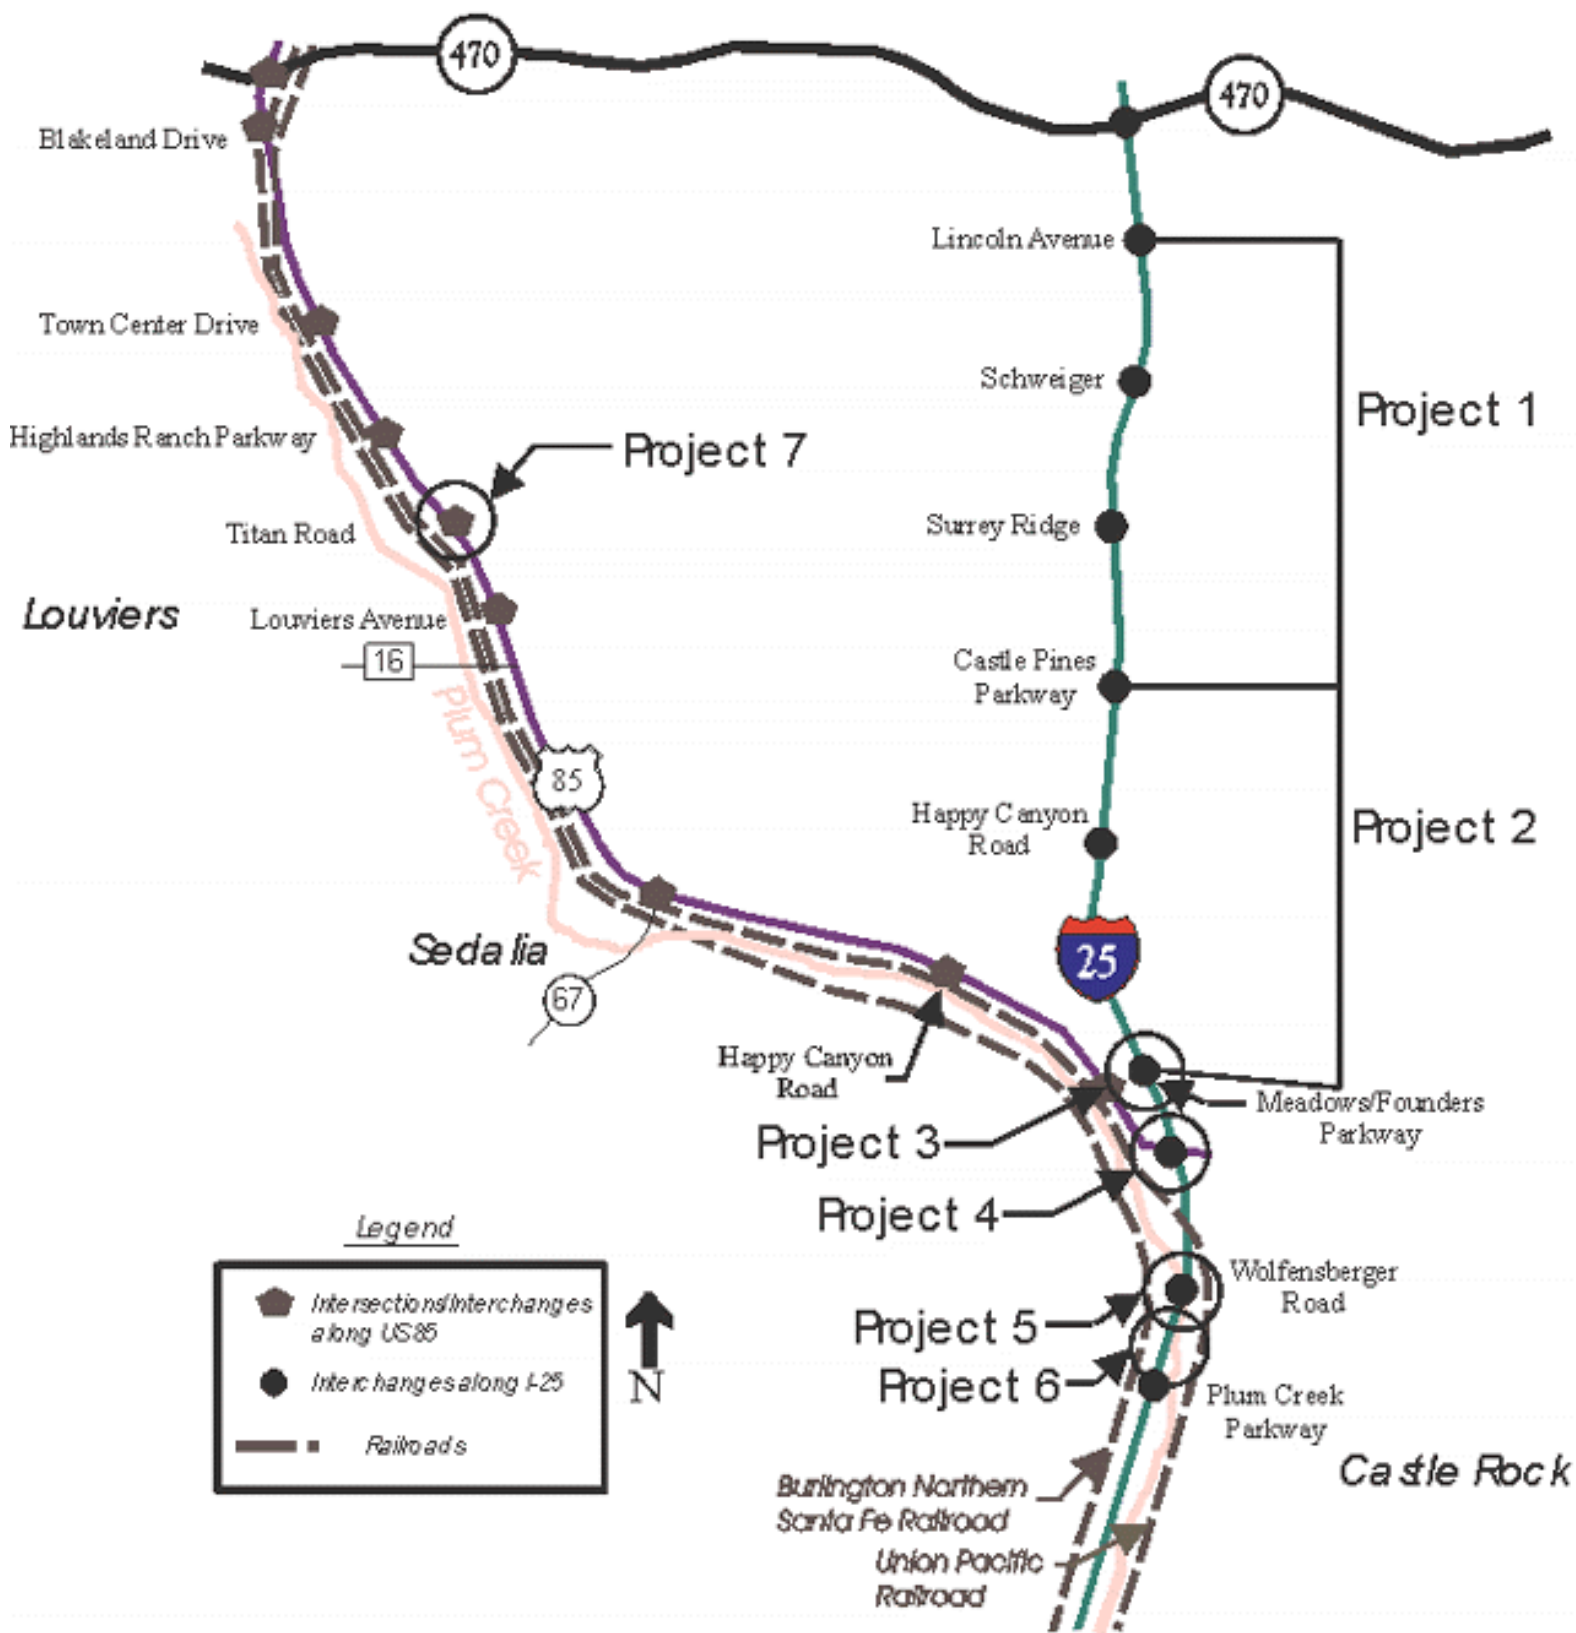 470
470
Blakeland Drive
Lincoln Avenue
Town Center Drive
Schweiger
Project 1
Highlands Ranch Parkway
Project 7
Titan Road
Surrey Ridge
Louviers
Louviers Avenue
16
Castle Pines
Parkway
Plum Creek
85
Happy Canyon
Road
Project 2
Sedalia
25
67
Happy Canyon
Road
Meadows/Founders
Parkway
Project 3
Project 4
Legend
Intersections/Interchanges
along US85
Interchanges along I-25
Railroads
N
Wolfensberger
Road
Project 5
Project 6
Plum Creek
Parkway
Castle Rock
Burlington Northern
Santa Fe Railroad
Union Pacific
Railroad